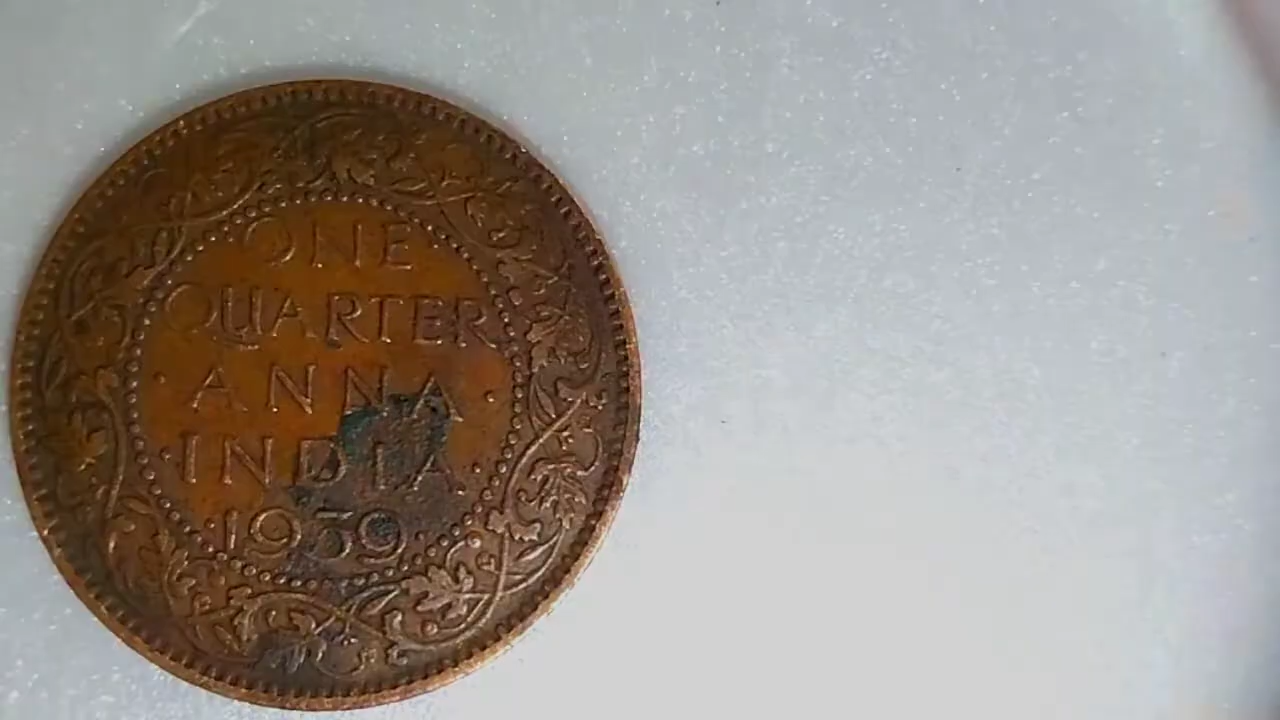 ONE
QUARTER
· ANNA ·
· INDIA ·
1939